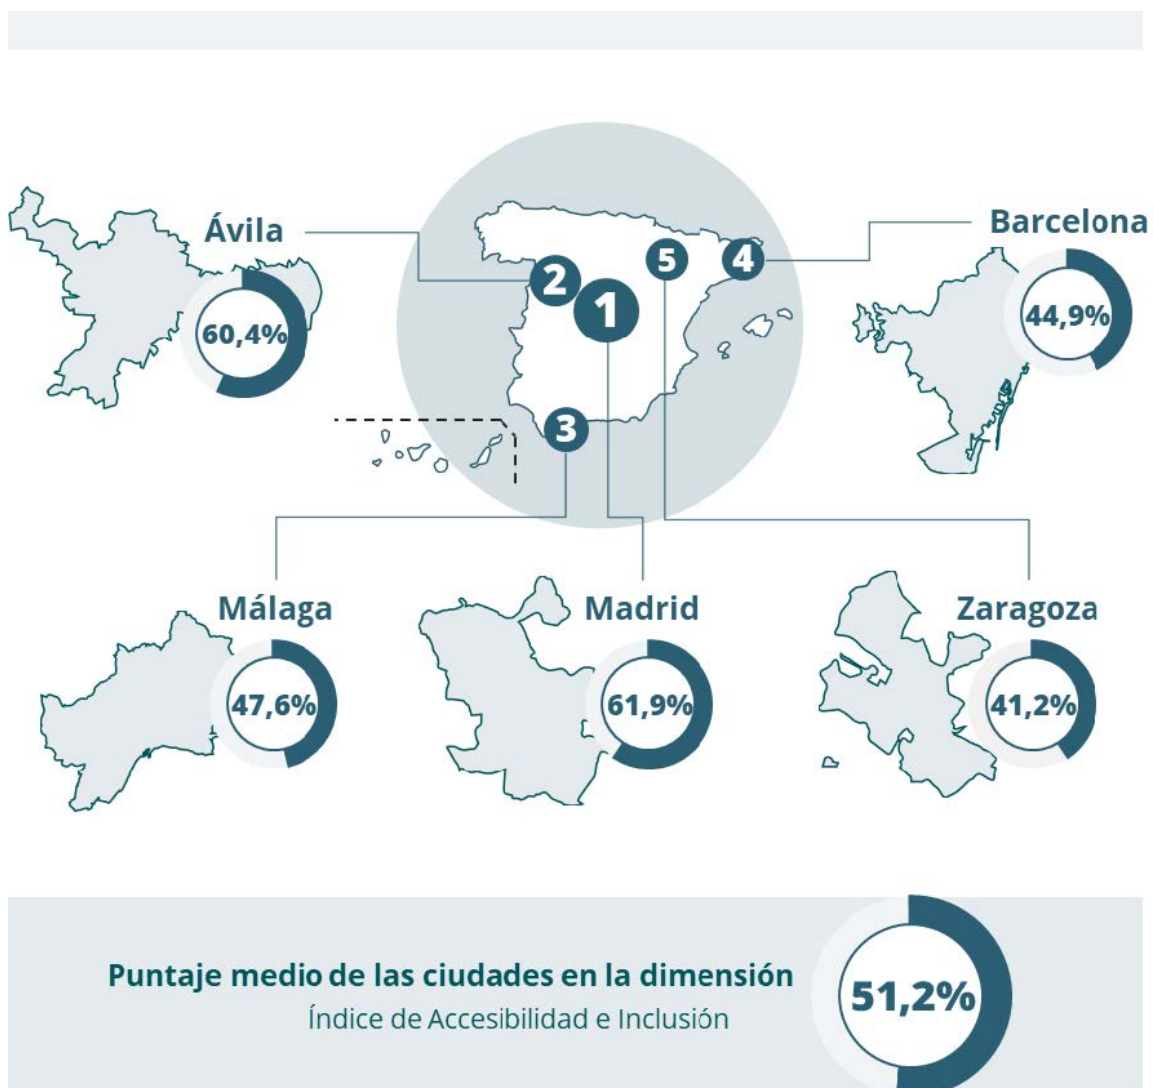 Ávila
Barcelona
5
4
2
1
60,4%
44,9%
3
Málaga
Madrid
Zaragoza
47,6%
61,9%
41,2%
Puntaje medio de las ciudades en la dimensión
Índice de Accesibilidad e Inclusión
51,2%